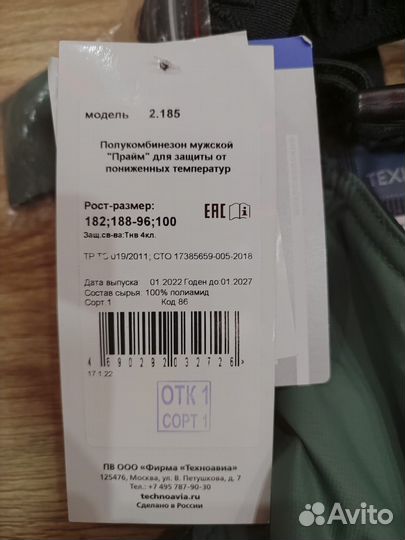 модель 2.185
Полукомбинезон мужской
"Прайм" для защиты от
пониженных температур
Рост-размер:
182;188-96;100
Защ.св-ва:Тнв 4кл.
ЕАС
ТР ТС 019/2011; СТО 17385659-005-2018
Дата выпуска 01.2022 Годен до:01.2027
Состав сырья: 100% полиамид
Сорт.1 Код 86
4690292032726>
17.1.22
ОТК 1
СОРТ 1
ПВ ООО «Фирма «Техноавиа»
125476, Москва, ул. В. Петушкова, д. 7
Тел.: +7 495 787-90-30
technoavia.ru
Сделано в России
Avito